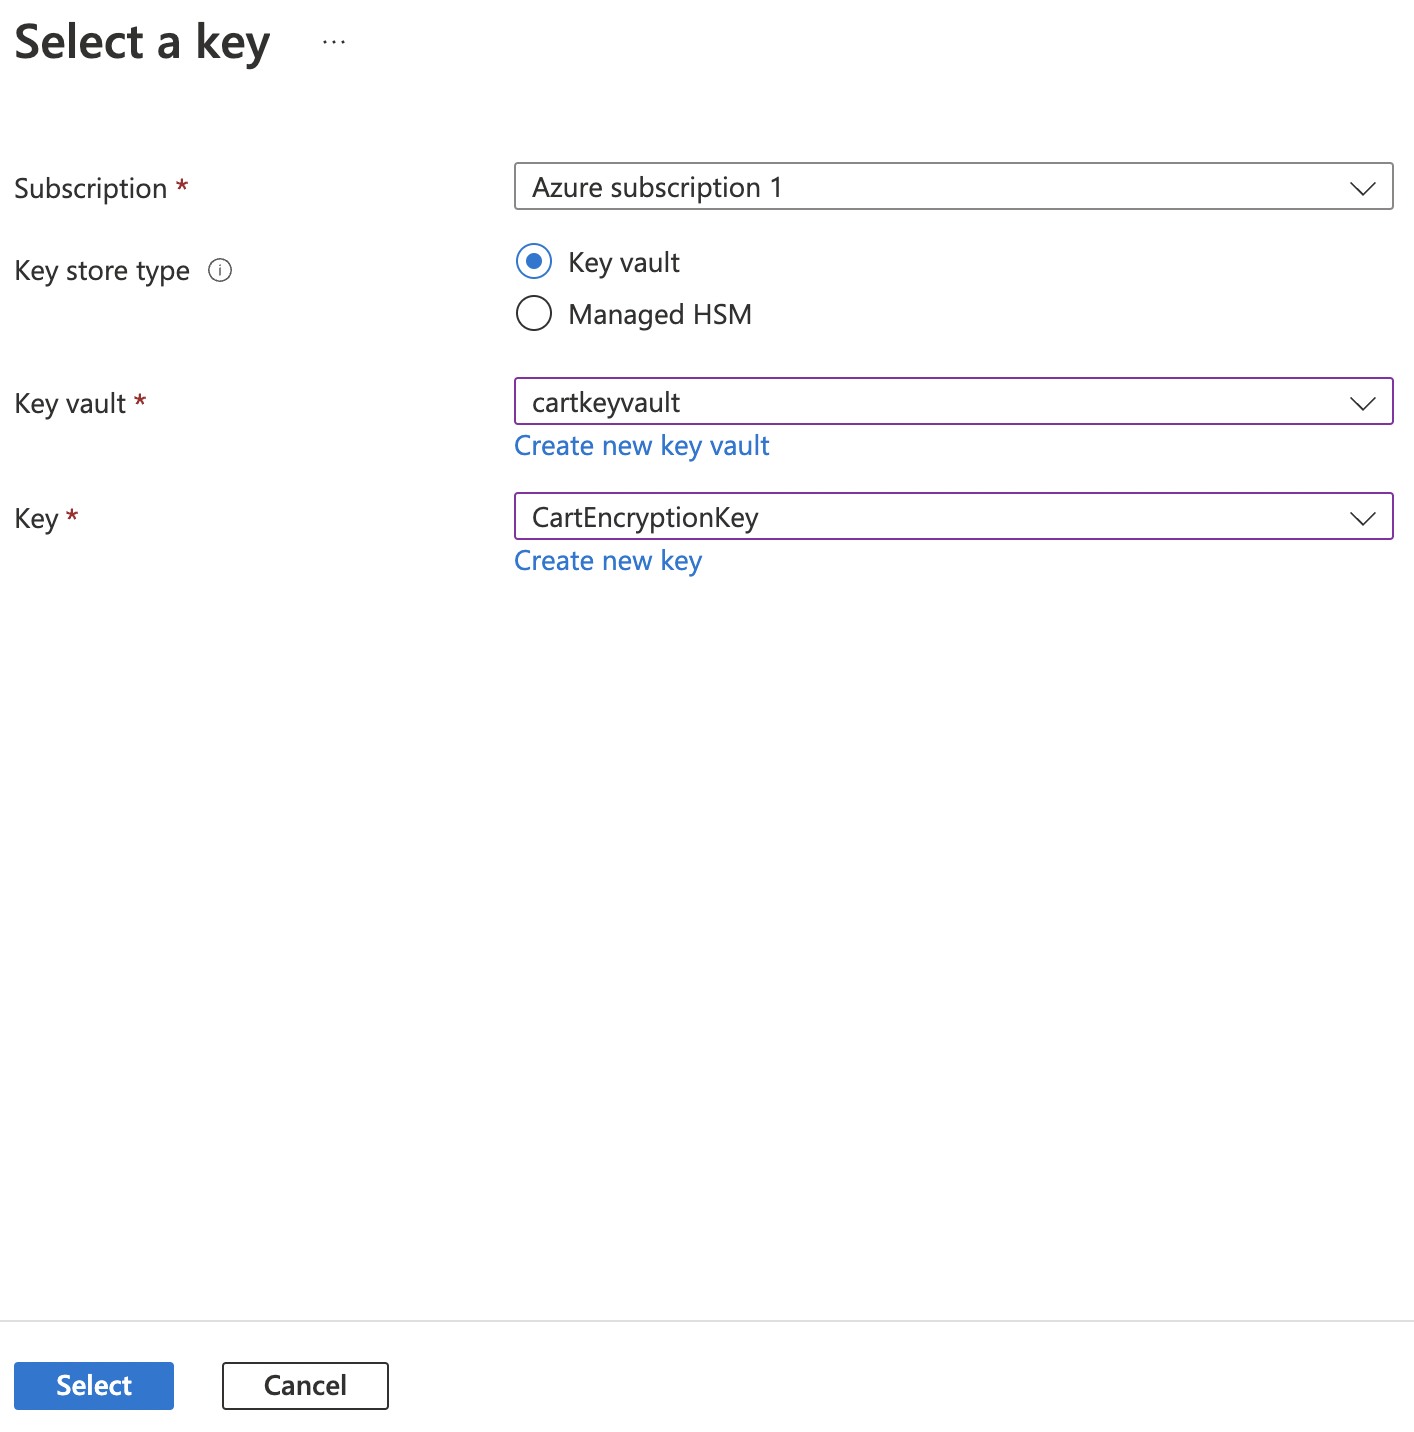 Select a key ...
Subscription *
Azure subscription 1
Key store type
Key vault
Managed HSM
Key vault *
cartkeyvault
Create new key vault
Key *
CartEncryptionKey
Create new key
Select
Cancel